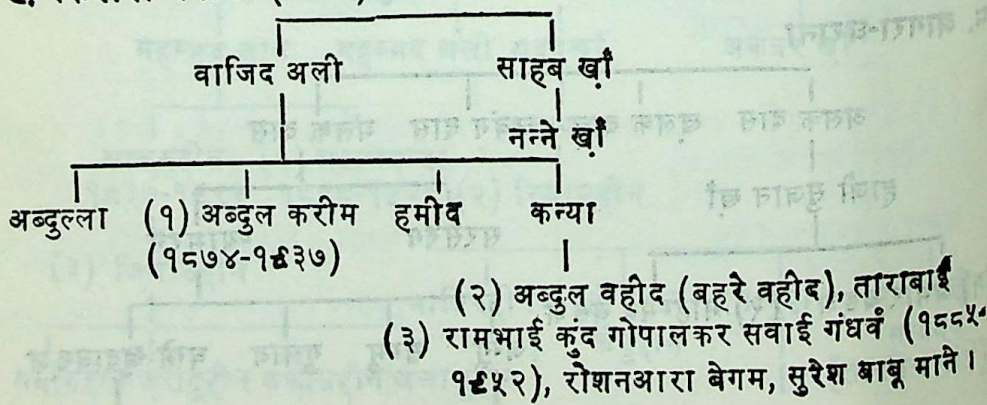 वाजिद अली साहब ख़ाँ
नन्ने ख़ाँ
अब्दुल्ला (१) अब्दुल करीम हमीद कन्या
(१८७४-१९३७)
(२) अब्दुल वहीद (बहरे वहीद), ताराबाई
(३) रामभाई कुंद गोपालकर सवाई गंधर्वं (१८८५-
१९५२), रोशनआरा बेगम, सुरेश बाबू माने ।